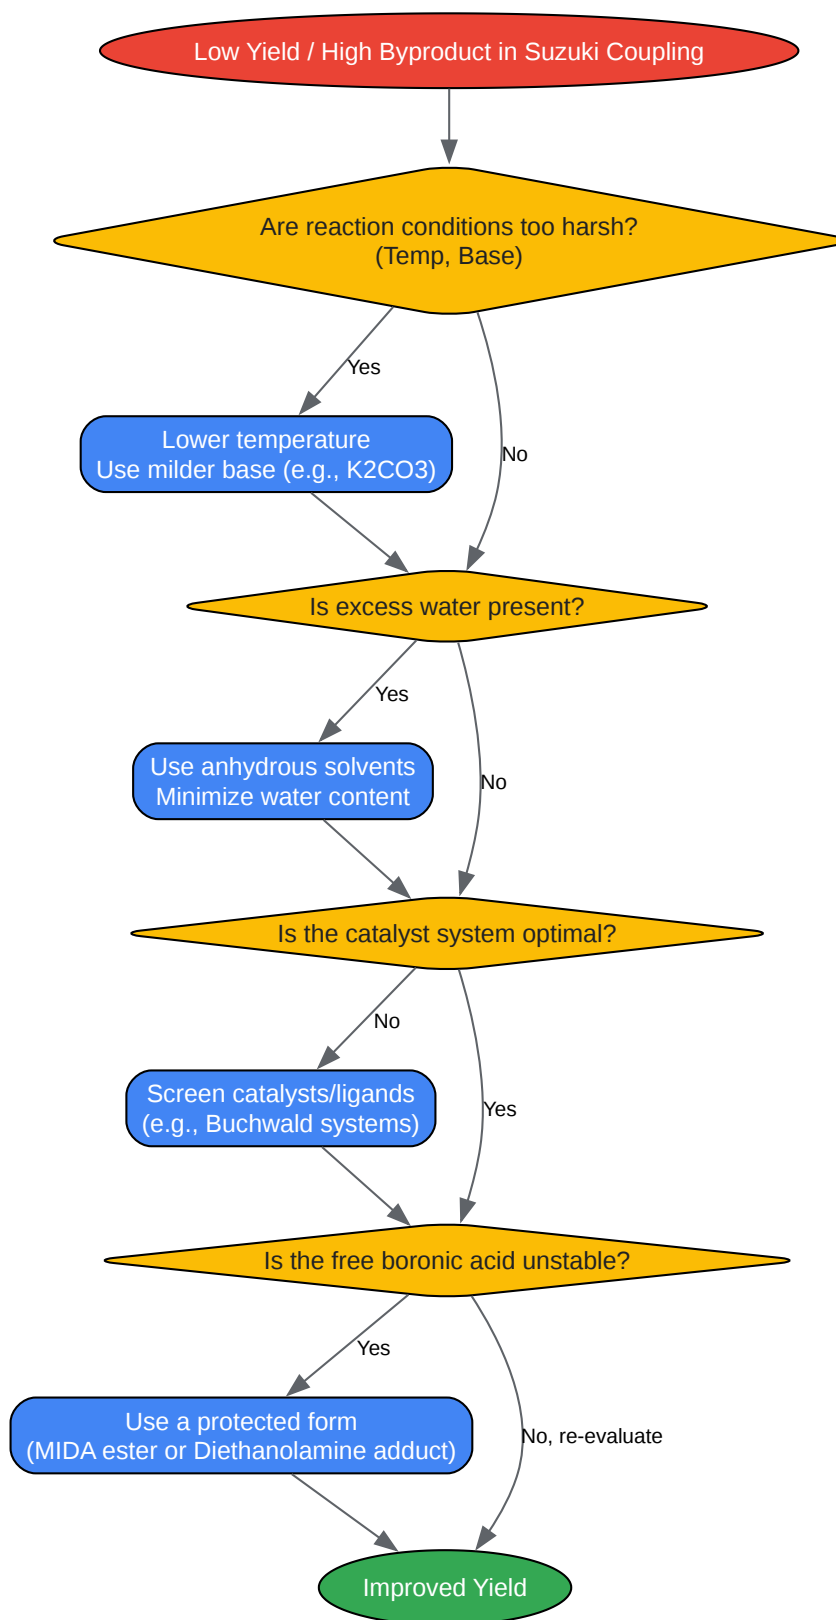 Low Yield / High Byproduct in Suzuki Coupling
Are reaction conditions too harsh?
(Temp, Base)
Yes
Lower temperature
Use milder base (e.g., K2CO3)
No
Is excess water present?
Yes
Use anhydrous solvents
Minimize water content
No
Is the catalyst system optimal?
No
Screen catalysts/ligands
(e.g., Buchwald systems)
Yes
Is the free boronic acid unstable?
Yes
Use a protected form
(MIDA ester or Diethanolamine adduct)
No, re-evaluate
Improved Yield